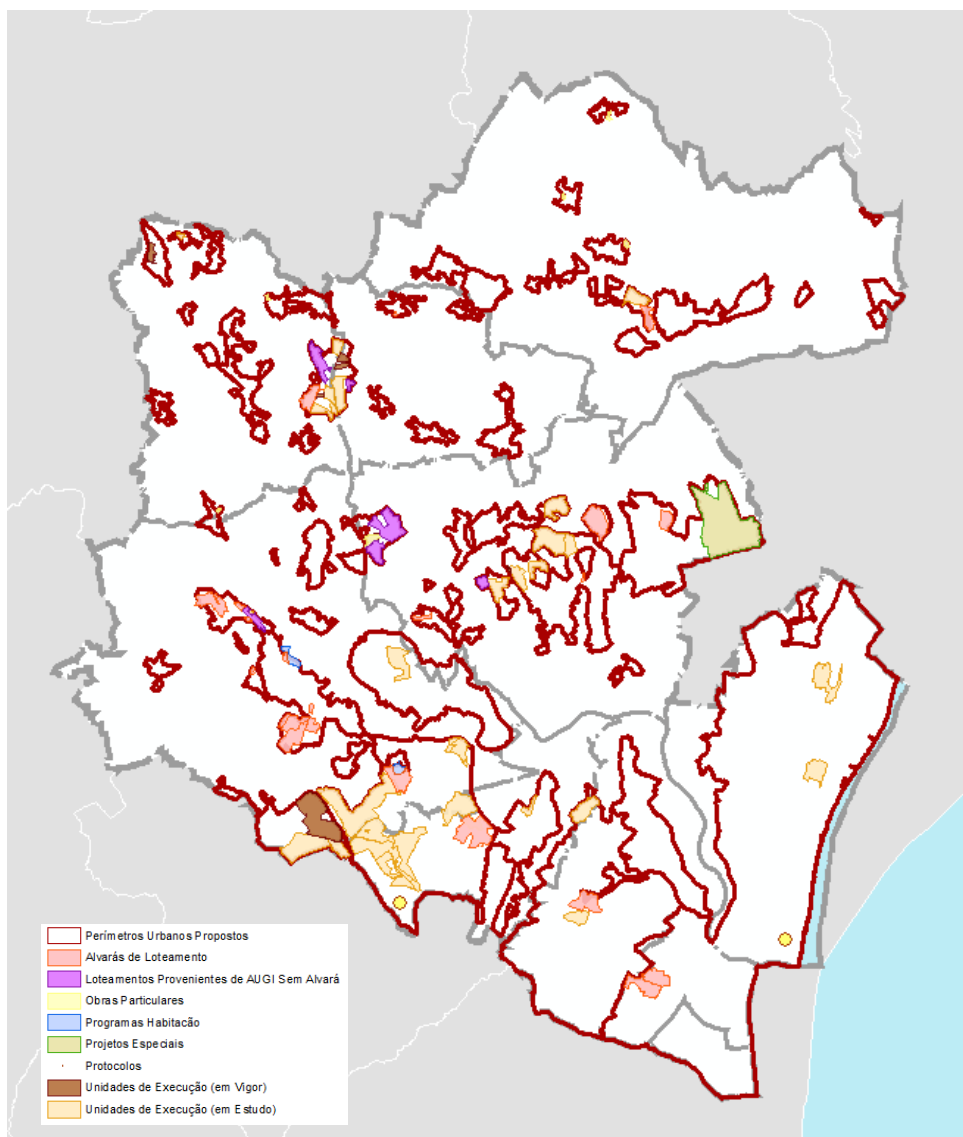 Perímetros Urbanos Propostos
Alvarás de Loteamento
Loteamentos Provenientes de AUGI Sem Alvará
Obras Particulares
Programas Habitacão
Projetos Especiais
Protocolos
Unidades de Execução (em Vigor)
Unidades de Execução (em Estudo)